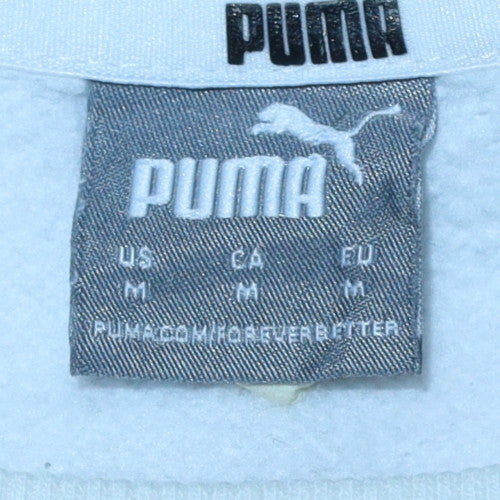 PUMA
PUMA
US CA EU
M M M
PUMA.COM/FOREVERBETTER